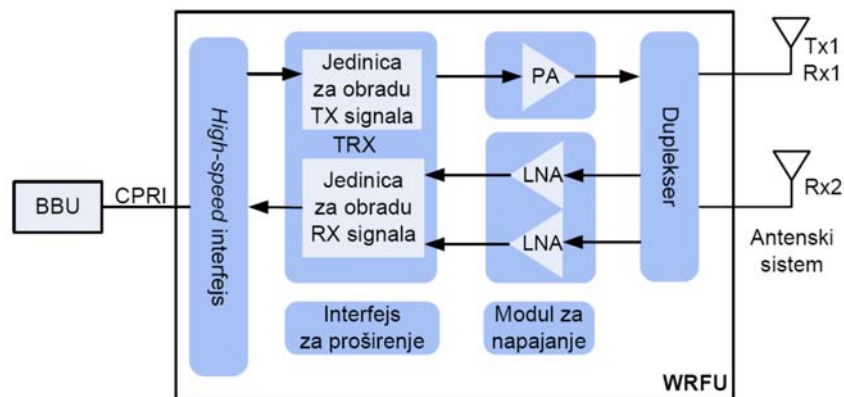 BBU
CPRI
High-speed interfejs
Jedinica
za obradu
TX signala
TRX
Jedinica
za obradu
RX signala
PA
LNA
LNA
Duplekser
Tx1
Rx1
Rx2
Antenski
sistem
Interfejs
za proširenje
Modul za
napajanje
WRFU